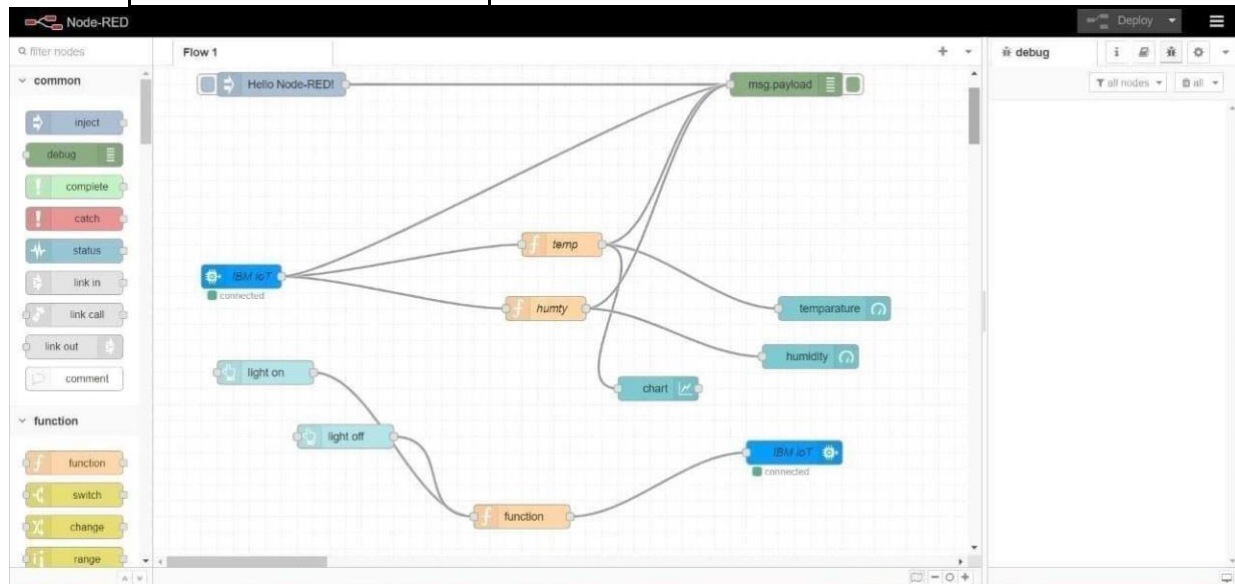 Node-RED
Deploy
filter nodes
Flow 1
debug
i
all nodes
all
common
inject
debug
complete
catch
status
link in
link call
link out
comment
function
function
switch
change
range
Hello Node-RED!
msg.payload
temp
IBM IoT
connected
humty
temparature
humidity
light on
chart
light off
IBM IoT
connected
function